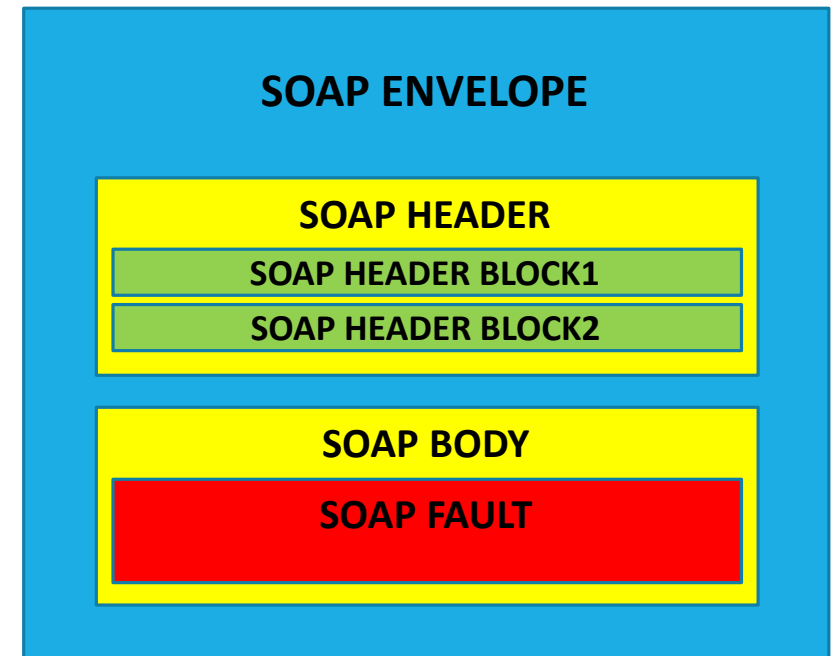 SOAP ENVELOPE
SOAP HEADER
SOAP HEADER BLOCK1
SOAP HEADER BLOCK2
SOAP BODY
SOAP FAULT